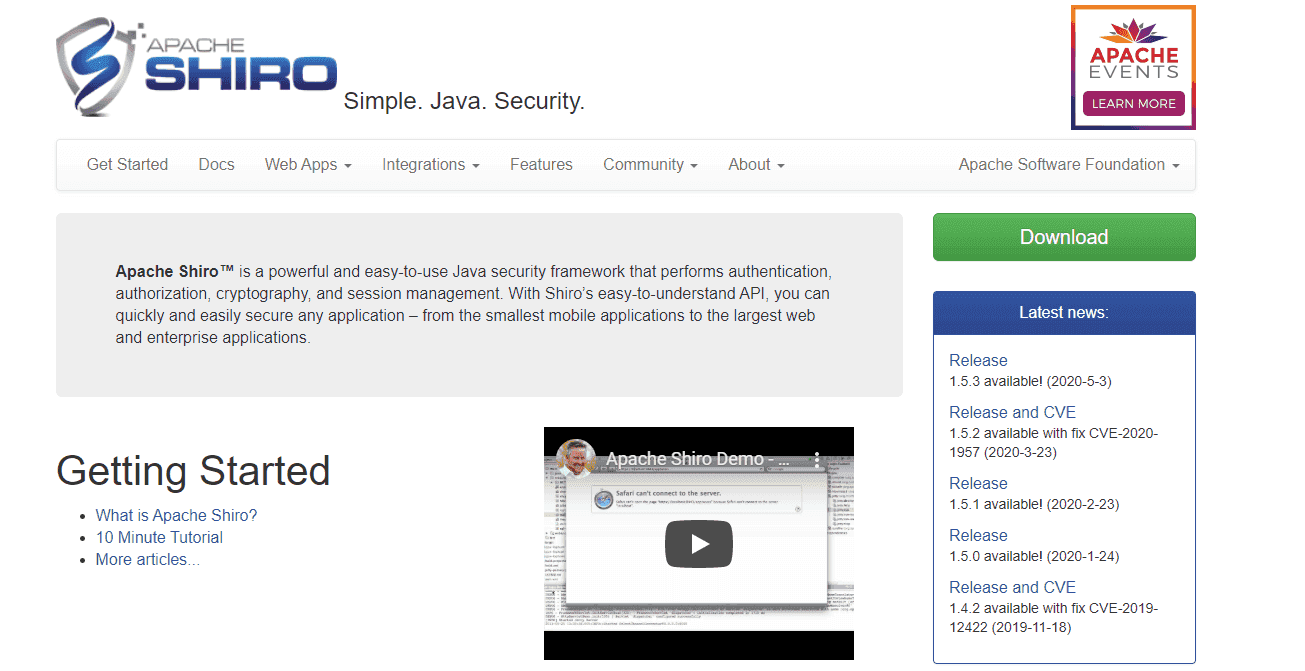 APACHE
SHIRO
Simple. Java. Security.
APACHE
EVENTS
LEARN MORE
Get Started Docs Web Apps Integrations Features Community About Apache Software Foundation
Apache Shiro™ is a powerful and easy-to-use Java security framework that performs authentication,
authorization, cryptography, and session management. With Shiro’s easy-to-understand API, you can
quickly and easily secure any application – from the smallest mobile applications to the largest web
and enterprise applications.
Getting Started
What is Apache Shiro?
10 Minute Tutorial
More articles...
Apache Shiro Demo - ...
Safari can't connect to the server.
Download
Latest news:
Release
1.5.3 available! (2020-5-3)
Release and CVE
1.5.2 available with fix CVE-2020-
1957 (2020-3-23)
Release
1.5.1 available! (2020-2-23)
Release
1.5.0 available! (2020-1-24)
Release and CVE
1.4.2 available with fix CVE-2019-
12422 (2019-11-18)